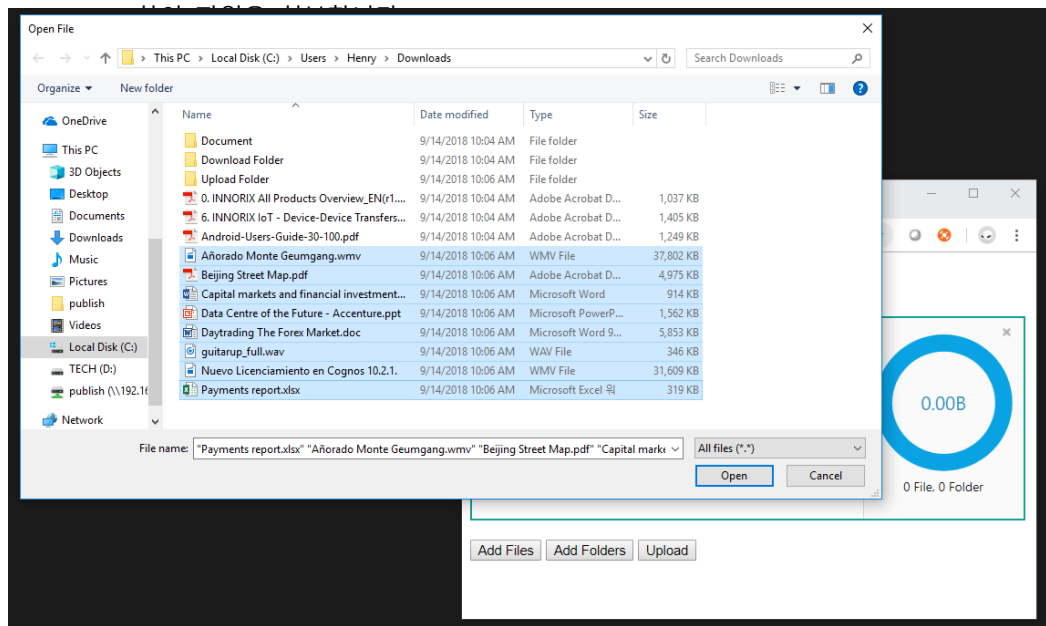 Open File
This PC > Local Disk (C:) > Users > Henry > Downloads
Search Downloads
Organize
New folder
Name Date modified Type Size
OneDrive
This PC
3D Objects
Desktop
Documents
Downloads
Music
Pictures
publish
Videos
Local Disk (C:)
TECH (D:)
publish (\\192.16
Network
Document 9/14/2018 10:04 AM File folder
Download Folder 9/14/2018 10:04 AM File folder
Upload Folder 9/14/2018 10:06 AM File folder
0. INNORIX All Products Overview_EN(r1.... 9/14/2018 10:04 AM Adobe Acrobat D... 1,037 KB
6. INNORIX IoT - Device-Device Transfers... 9/14/2018 10:04 AM Adobe Acrobat D... 1,405 KB
Android-Users-Guide-30-100.pdf 9/14/2018 10:04 AM Adobe Acrobat D... 1,249 KB
Añorado Monte Geumgang.wmv 9/14/2018 10:06 AM WMV File 37,802 KB
Beijing Street Map.pdf 9/14/2018 10:06 AM Adobe Acrobat D... 4,975 KB
Capital markets and financial investment... 9/14/2018 10:06 AM Microsoft Word 914 KB
Data Centre of the Future - Accenture.ppt 9/14/2018 10:06 AM Microsoft PowerP... 1,562 KB
Daytrading The Forex Market.doc 9/14/2018 10:06 AM Microsoft Word 9... 5,853 KB
guitarup_full.wav 9/14/2018 10:06 AM WAV File 346 KB
Nuevo Licenciamiento en Cognos 10.2.1. 9/14/2018 10:06 AM WMV File 31,609 KB
Payments report.xlsx 9/14/2018 10:06 AM Microsoft Excel 워 319 KB
File name: "Payments report.xlsx" "Añorado Monte Geumgang.wmv" "Beijing Street Map.pdf" "Capital marke
All files (*.*)
Open
Cancel
0.00B
0 File, 0 Folder
Add Files
Add Folders
Upload